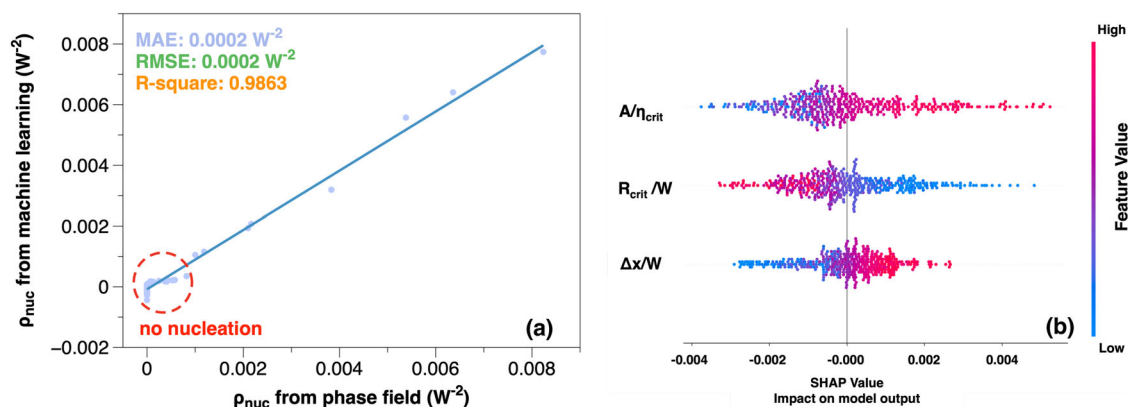 0.008
0.006
0.004
0.002
0
−0.002
ρnuc from machine learning (W⁻²)
MAE: 0.0002 W⁻²
RMSE: 0.0002 W⁻²
R-square: 0.9863
no nucleation
(a)
0 0.002 0.004 0.006 0.008
ρnuc from phase field (W⁻²)
A/ηcrit
Rcrit /W
Δx/W
(b)
-0.004 -0.002 -0.000 0.002 0.004
SHAP Value
Impact on model output
High
Feature Value
Low